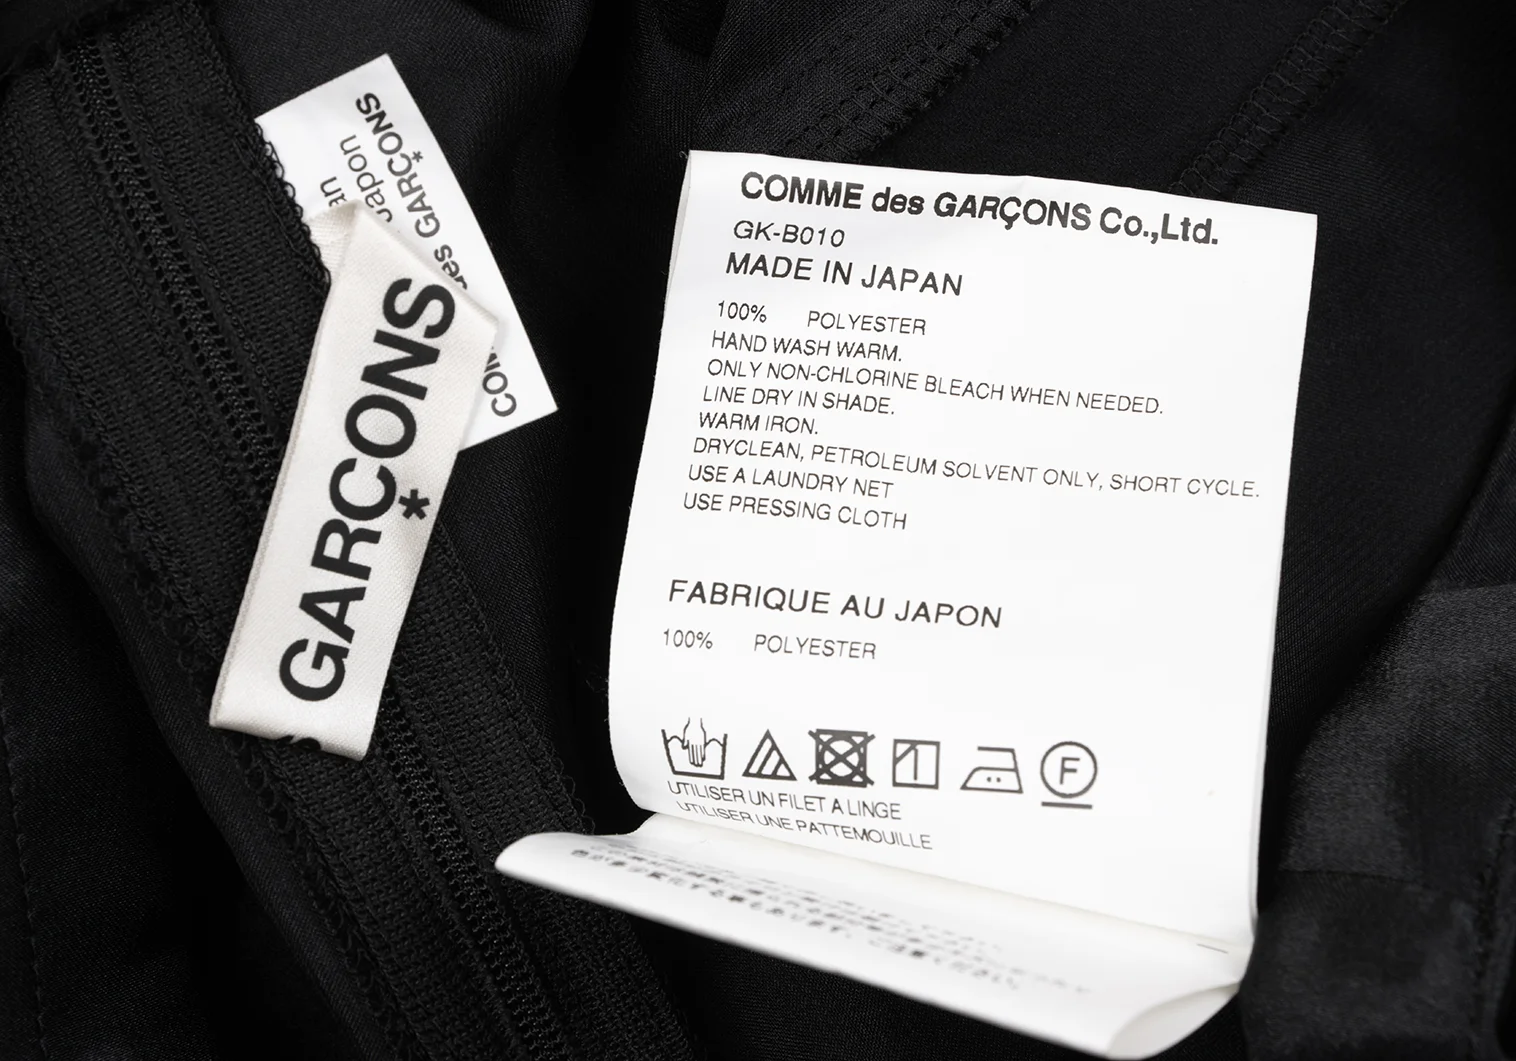 GARÇONS
*
Japon
des GARÇONS
COMME des GARÇONS Co.,Ltd.
GK-B010
MADE IN JAPAN
100% POLYESTER
HAND WASH WARM.
ONLY NON-CHLORINE BLEACH WHEN NEEDED.
LINE DRY IN SHADE.
WARM IRON.
DRYCLEAN, PETROLEUM SOLVENT ONLY, SHORT CYCLE.
USE A LAUNDRY NET
USE PRESSING CLOTH
FABRIQUE AU JAPON
100% POLYESTER
F
UTILISER UN FILET A LINGE
UTILISER UNE PATTEMOUILLE